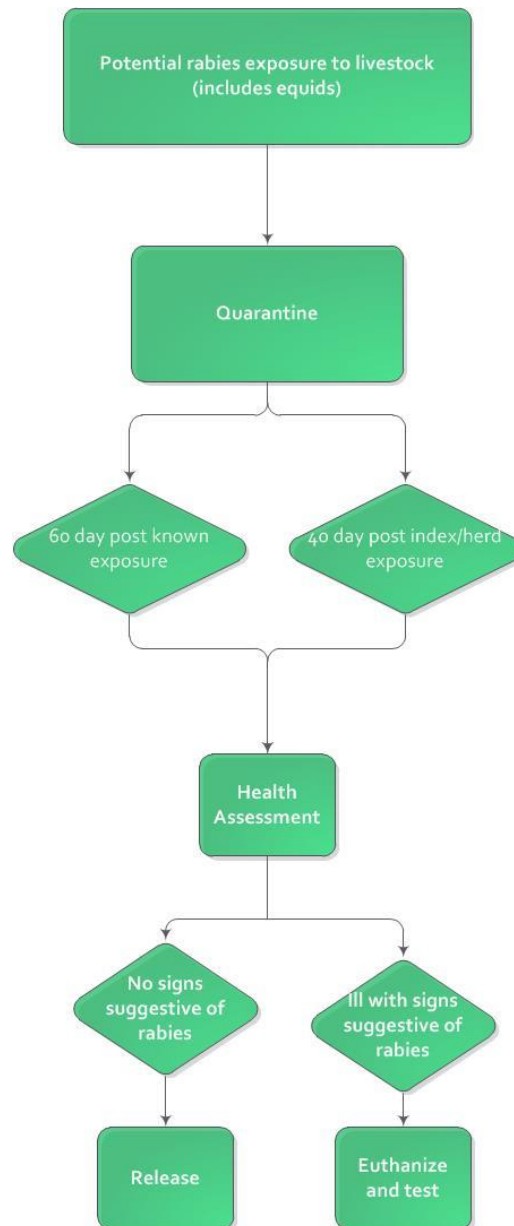 Potential rabies exposure to livestock
(includes equids)
Quarantine
60 day post known
exposure
40 day post index/herd
exposure
Health
Assessment
No signs
suggestive of
rabies
Ill with signs
suggestive of
rabies
Release
Euthanize
and test